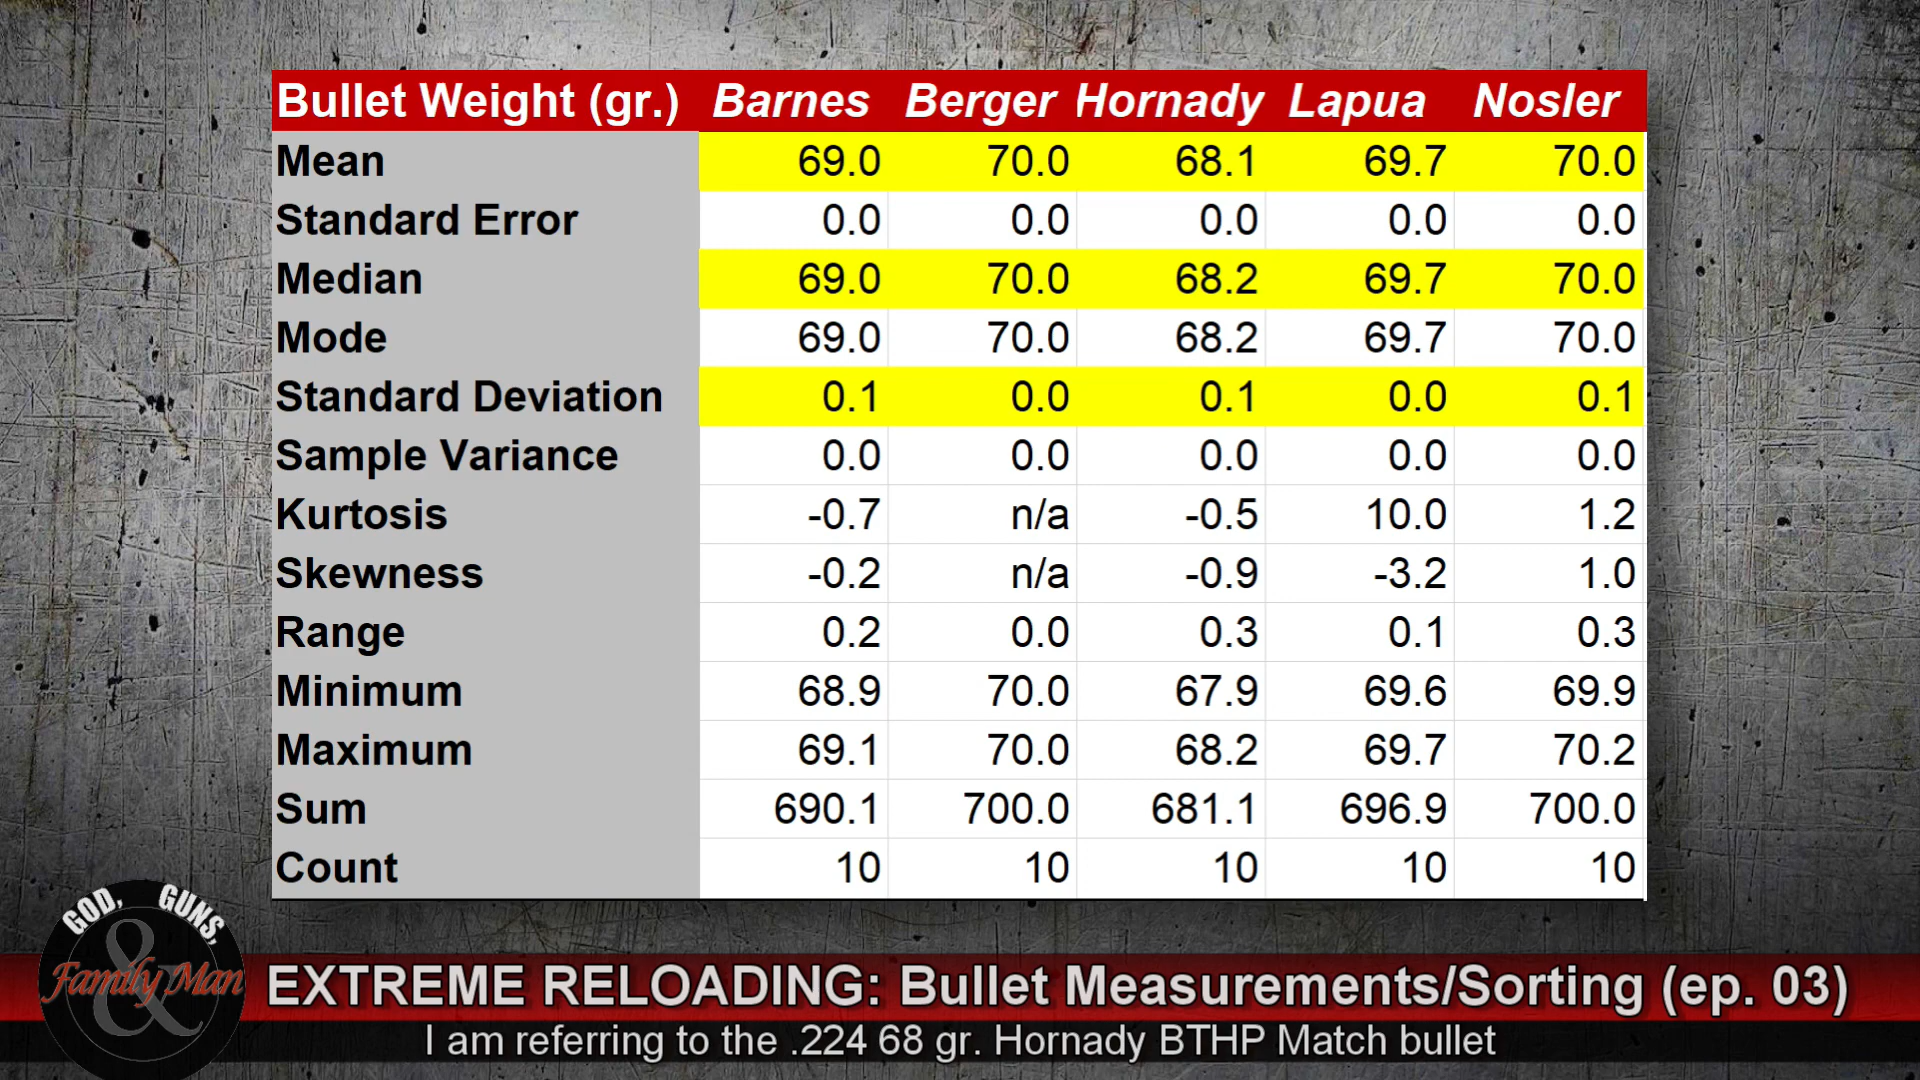 Bullet Weight (gr.) Barnes Berger Hornady Lapua Nosler
Mean 69.0 70.0 68.1 69.7 70.0
Standard Error 0.0 0.0 0.0 0.0 0.0
Median 69.0 70.0 68.2 69.7 70.0
Mode 69.0 70.0 68.2 69.7 70.0
Standard Deviation 0.1 0.0 0.1 0.0 0.1
Sample Variance 0.0 0.0 0.0 0.0 0.0
Kurtosis -0.7 n/a -0.5 10.0 1.2
Skewness -0.2 n/a -0.9 -3.2 1.0
Range 0.2 0.0 0.3 0.1 0.3
Minimum 68.9 70.0 67.9 69.6 69.9
Maximum 69.1 70.0 68.2 69.7 70.2
Sum 690.1 700.0 681.1 696.9 700.0
Count 10 10 10 10 10
GOD, GUNS,
&
Family Man
EXTREME RELOADING: Bullet Measurements/Sorting (ep. 03)
I am referring to the .224 68 gr. Hornady BTHP Match bullet